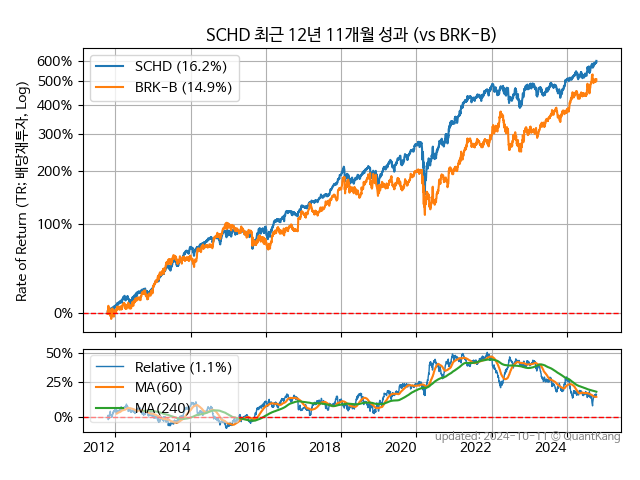 SCHD 최근 12년 11개월 성과 (vs BRK-B)
Rate of Return (TR: 배당재투자, Log)
600%
500%
400%
300%
200%
100%
0%
SCHD (16.2%)
BRK-B (14.9%)
50%
25%
0%
Relative (1.1%)
MA(60)
MA(240)
2012 2014 2016 2018 2020 2022 2024
updated: 2024-10-11 © QuantKang